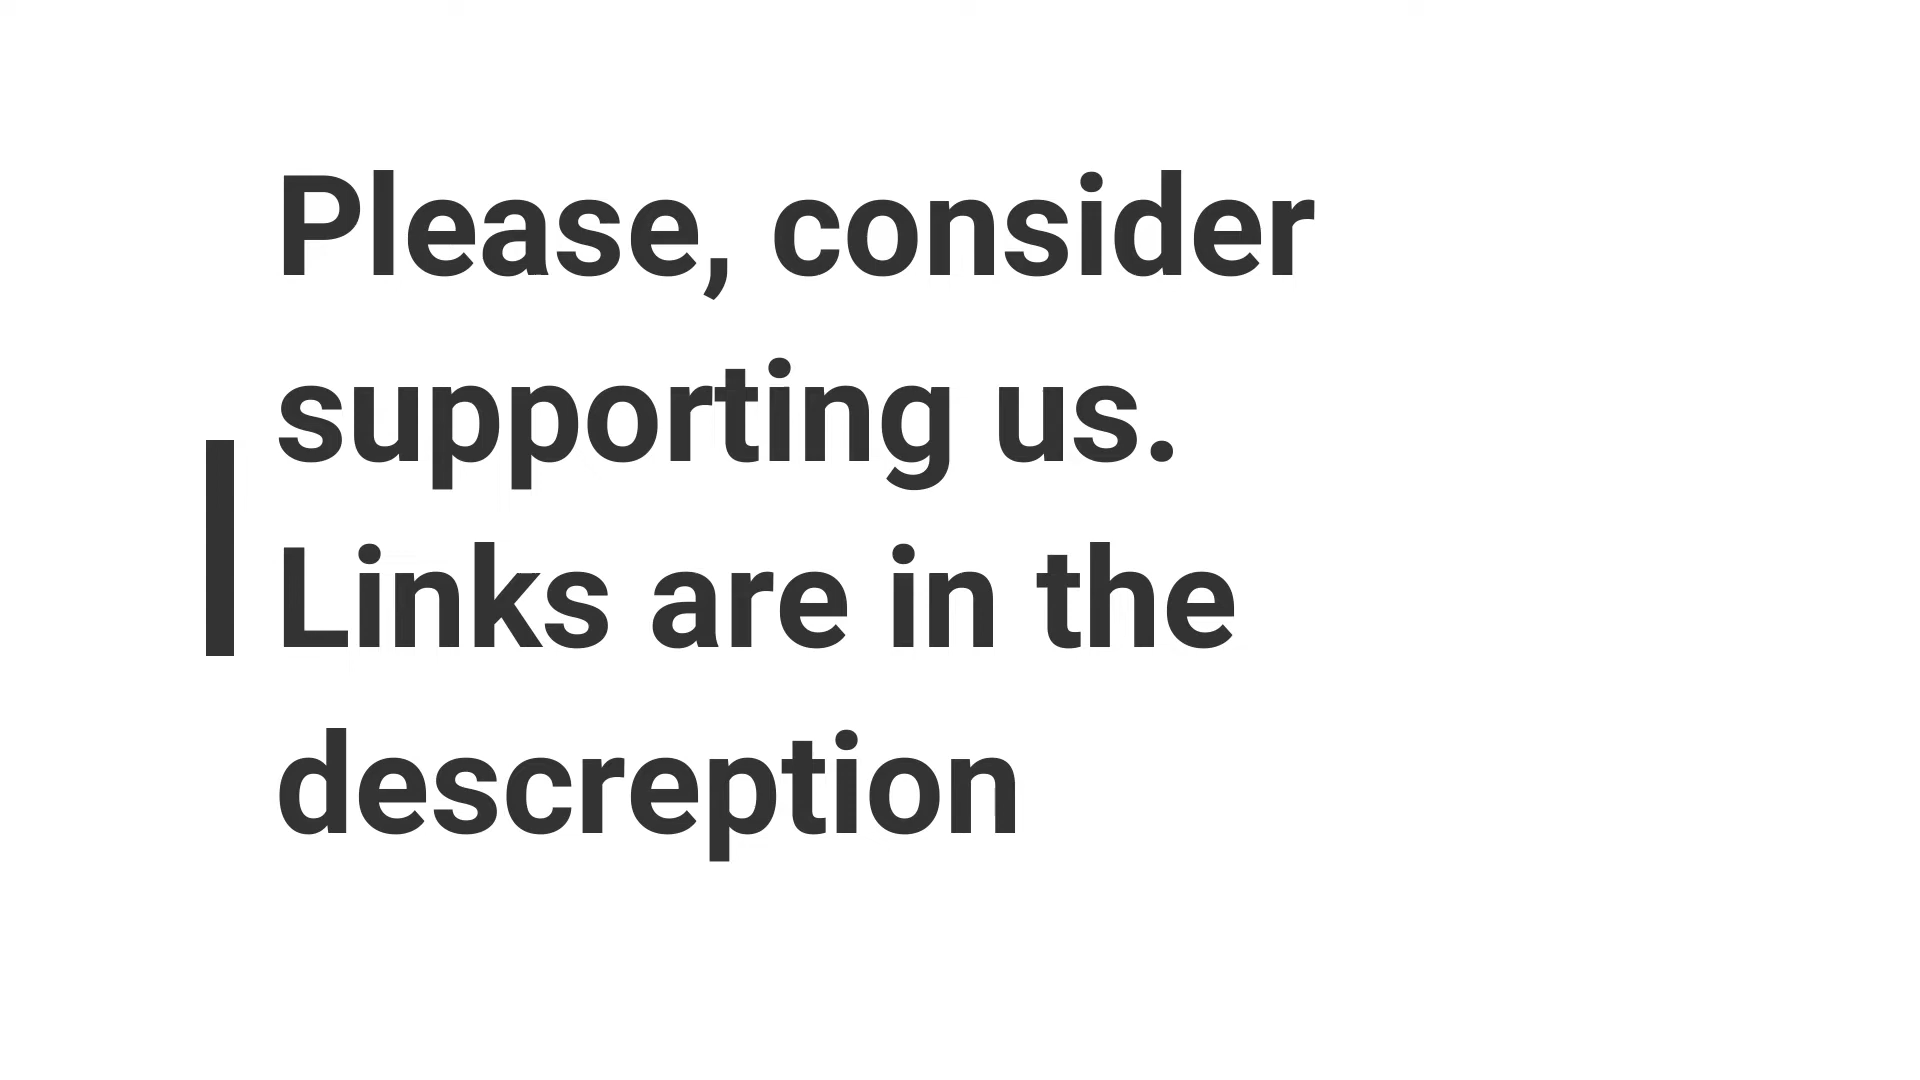 Please, consider
supporting us.
Links are in the
descreption